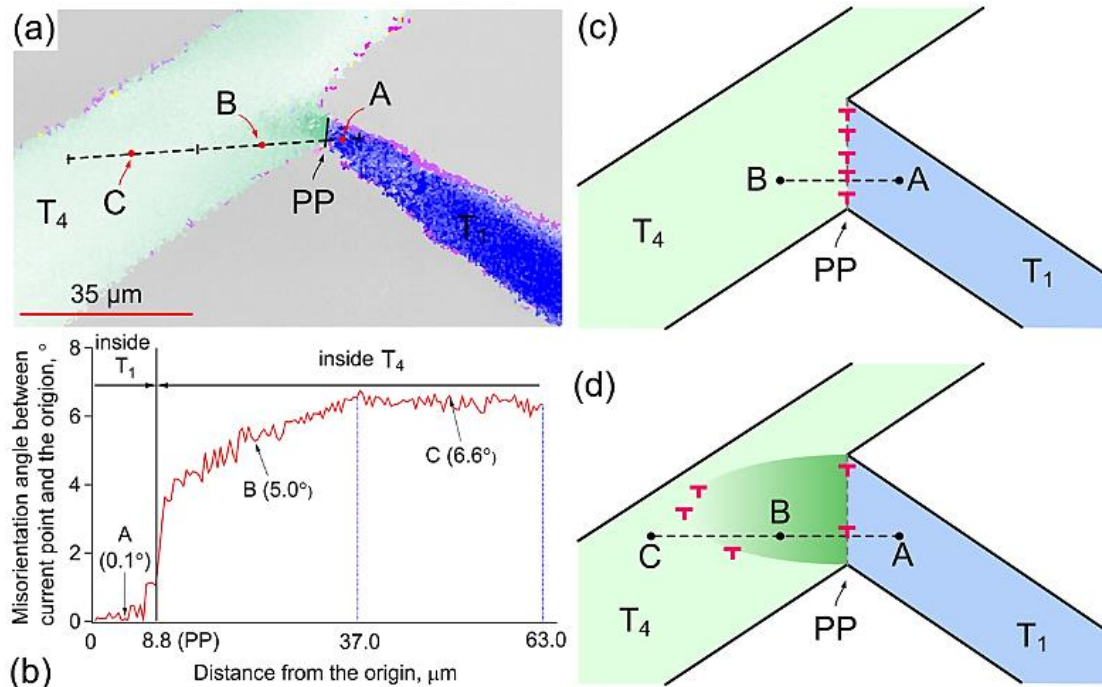 (a)
B
A
C
PP
T4
T1
35 μm
(b)
Misorientation angle between
current point and the origion, °
8
6
4
2
0
inside
T1
inside T4
A
(0.1°)
B (5.0°)
C (6.6°)
0
8.8 (PP)
37.0
63.0
Distance from the origin, μm
(c)
B
A
T4
PP
T1
(d)
B
C
A
T4
PP
T1